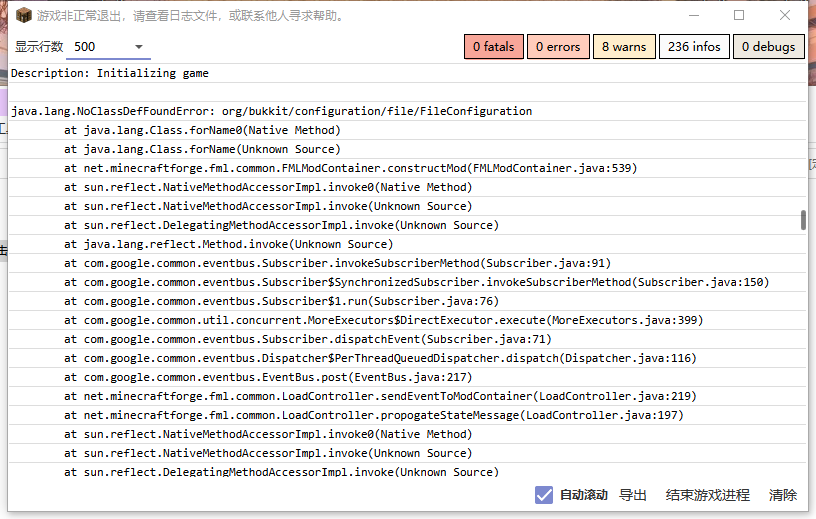 游戏非正常退出，请查看日志文件，或联系他人寻求帮助。
显示行数 500 0 fatals 0 errors 8 warns 236 infos 0 debugs
Description: Initializing game
java.lang.NoClassDefFoundError: org/bukkit/configuration/file/FileConfiguration
at java.lang.Class.forName0(Native Method)
at java.lang.Class.forName(Unknown Source)
at net.minecraftforge.fml.common.FMLModContainer.constructMod(FMLModContainer.java:539)
at sun.reflect.NativeMethodAccessorImpl.invoke0(Native Method)
at sun.reflect.NativeMethodAccessorImpl.invoke(Unknown Source)
at sun.reflect.DelegatingMethodAccessorImpl.invoke(Unknown Source)
at java.lang.reflect.Method.invoke(Unknown Source)
at com.google.common.eventbus.Subscriber.invokeSubscriberMethod(Subscriber.java:91)
at com.google.common.eventbus.Subscriber$SynchronizedSubscriber.invokeSubscriberMethod(Subscriber.java:150)
at com.google.common.eventbus.Subscriber$1.run(Subscriber.java:76)
at com.google.common.util.concurrent.MoreExecutors$DirectExecutor.execute(MoreExecutors.java:399)
at com.google.common.eventbus.Subscriber.dispatchEvent(Subscriber.java:71)
at com.google.common.eventbus.Dispatcher$PerThreadQueuedDispatcher.dispatch(Dispatcher.java:116)
at com.google.common.eventbus.EventBus.post(EventBus.java:217)
at net.minecraftforge.fml.common.LoadController.sendEventToModContainer(LoadController.java:219)
at net.minecraftforge.fml.common.LoadController.propogateStateMessage(LoadController.java:197)
at sun.reflect.NativeMethodAccessorImpl.invoke0(Native Method)
at sun.reflect.NativeMethodAccessorImpl.invoke(Unknown Source)
at sun.reflect.DelegatingMethodAccessorImpl.invoke(Unknown Source)
自动滚动 导出 结束游戏进程 清除